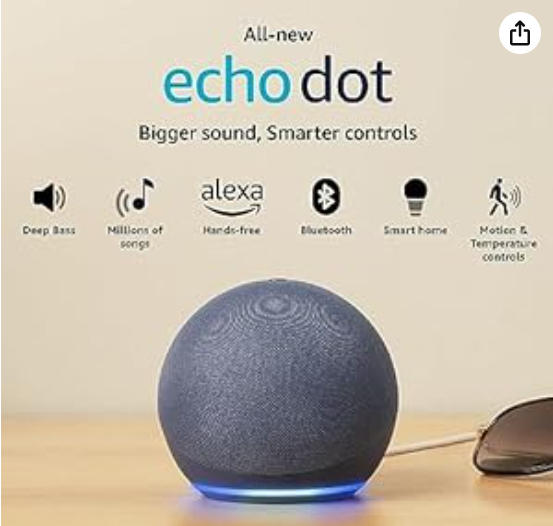 All-new
echo dot
Bigger sound, Smarter controls
alexa
Deep Bass
Millions of
songs
Hands-free
Bluetooth
Smart home
Motion &
Temperature
controls